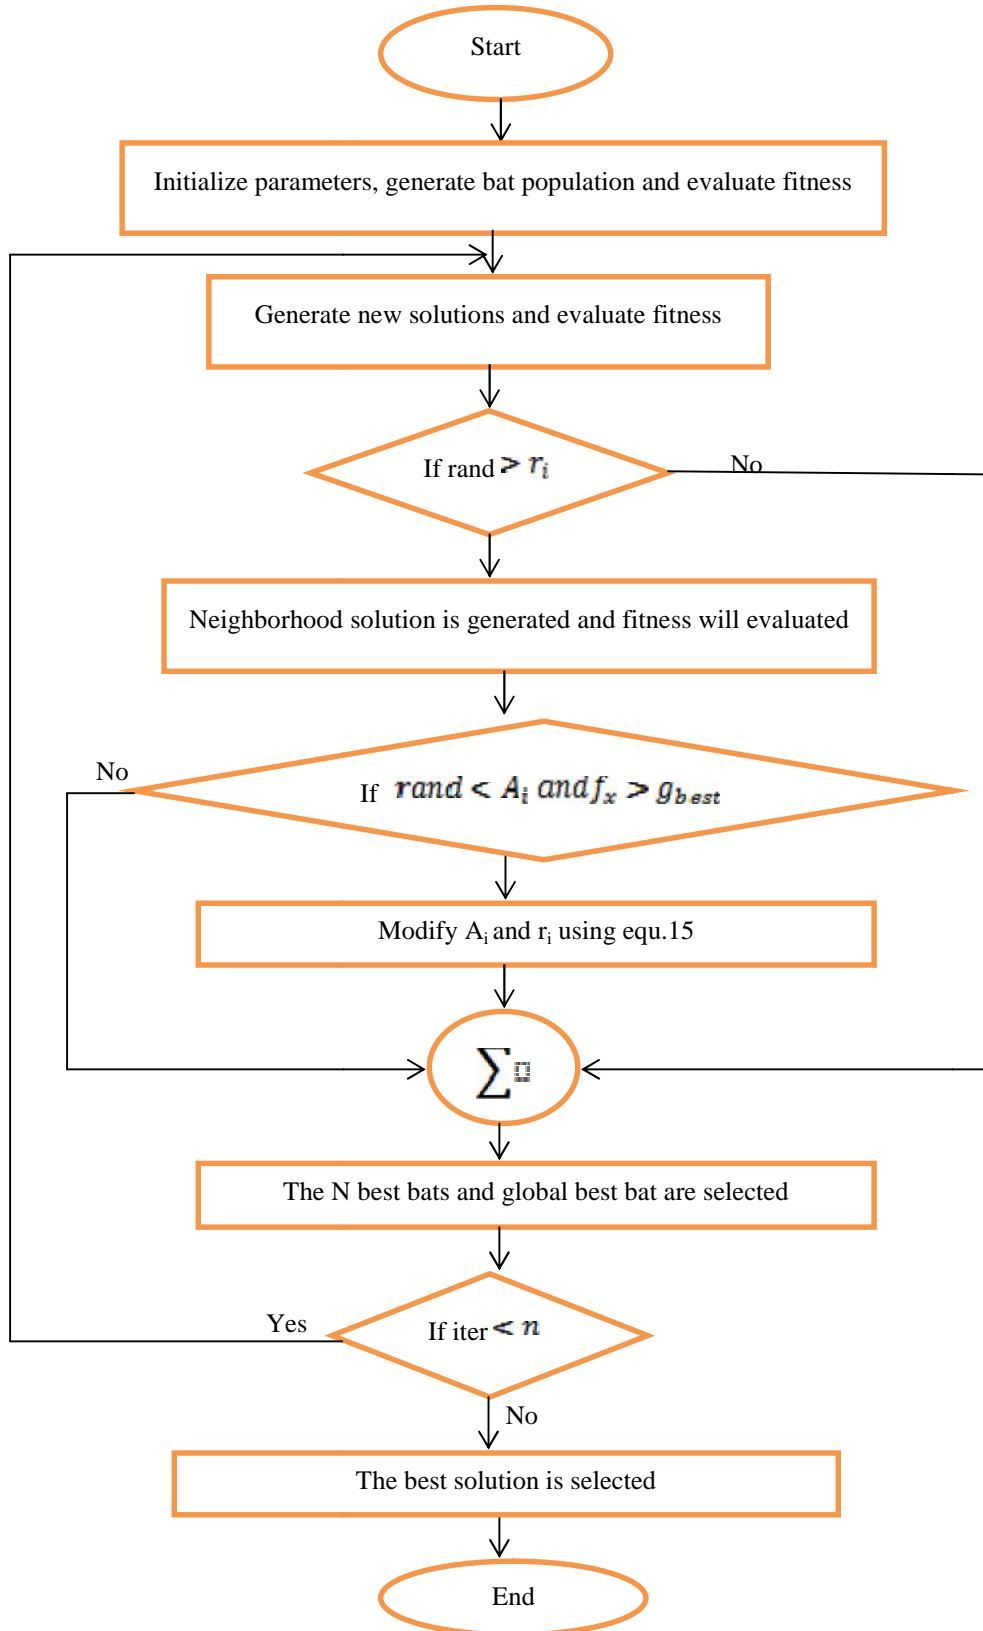 Start
Initialize parameters, generate bat population and evaluate fitness
Generate new solutions and evaluate fitness
If rand > rᵢ
No
Neighborhood solution is generated and fitness will evaluated
No
If rand < Aᵢ andfₓ > g_best
Modify Aᵢ and rᵢ using equ.15
∑
The N best bats and global best bat are selected
Yes
If iter < n
No
The best solution is selected
End